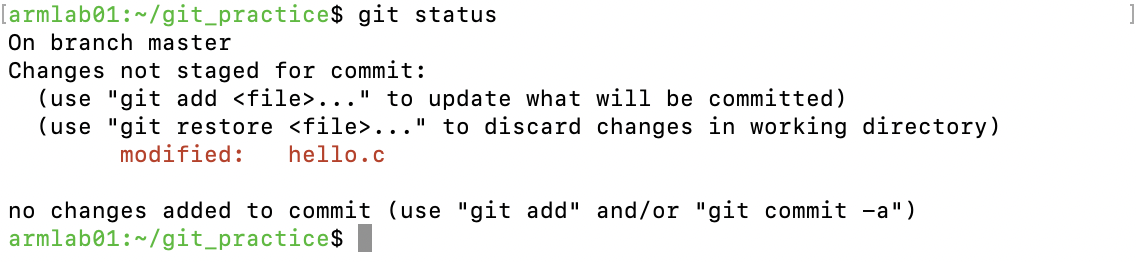 [armlab01:~/git_practice$ git status ]
On branch master
Changes not staged for commit:
  (use "git add <file>..." to update what will be committed)
  (use "git restore <file>..." to discard changes in working directory)
        modified:   hello.c

no changes added to commit (use "git add" and/or "git commit -a")
armlab01:~/git_practice$